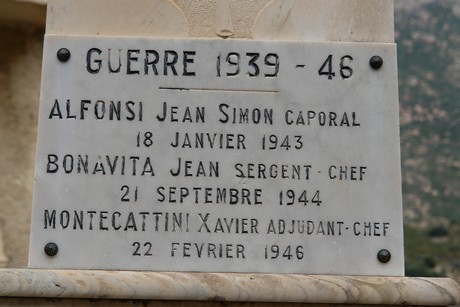 GUERRE 1939 - 46
ALFONSI JEAN SIMON CAPORAL
18 JANVIER 1943
BONAVITA JEAN SERGENT-CHEF
21 SEPTEMBRE 1944
MONTECATTINI XAVIER ADJUDANT-CHEF
22 FEVRIER 1946